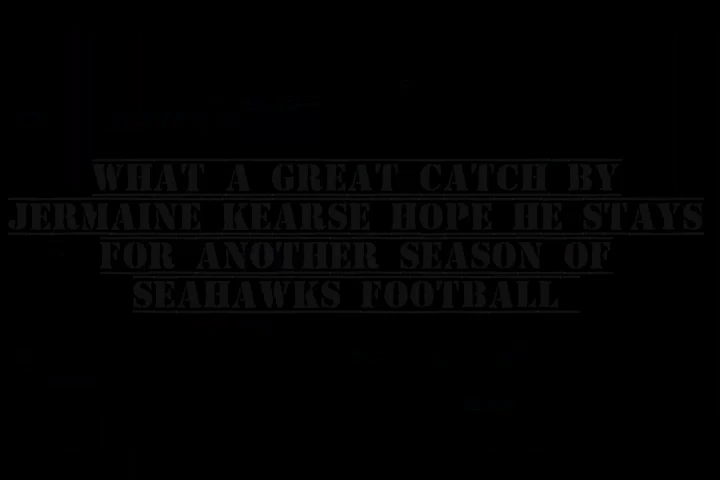 WHAT A GREAT CATCH BY
JERMAINE KEARSE HOPE HE STAYS
FOR ANOTHER SEASON OF
SEAHAWKS FOOTBALL